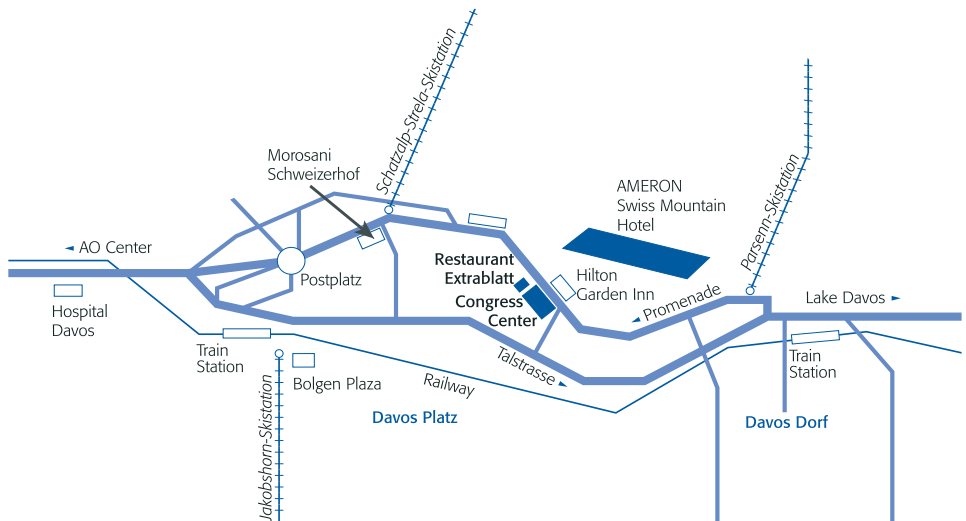 Schatzalp-Strela-Skistation
Morosani
Schweizerhof
Parsenn-Skistation
AMERON
Swiss Mountain
Hotel
◄ AO Center
Postplatz
Restaurant
Extrablatt
Congress
Center
Hilton
Garden Inn
◄ Promenade
Lake Davos ►
Hospital
Davos
Train
Station
Bolgen Plaza
Railway
Talstrasse ►
Train
Station
Davos Platz
Davos Dorf
Jakobshorn-Skistation